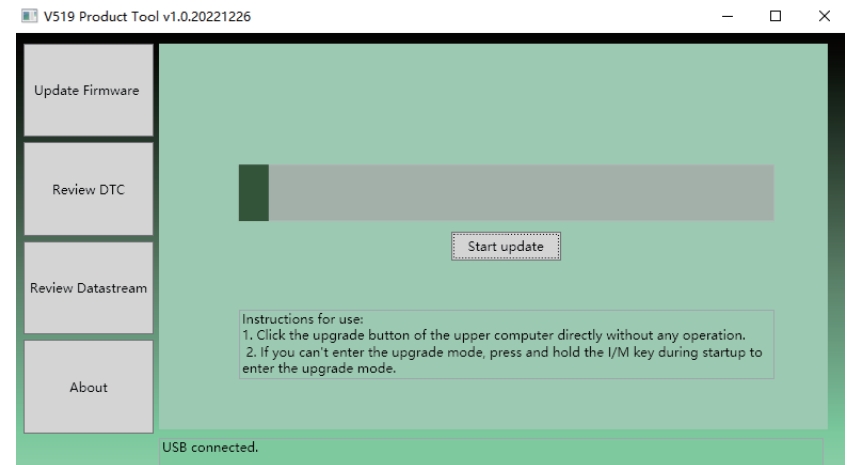 V519 Product Tool v1.0.20221226
Update Firmware
Review DTC
Review Datastream
About
Start update
Instructions for use:
1. Click the upgrade button of the upper computer directly without any operation.
2. If you can't enter the upgrade mode, press and hold the I/M key during startup to
enter the upgrade mode.
USB connected.